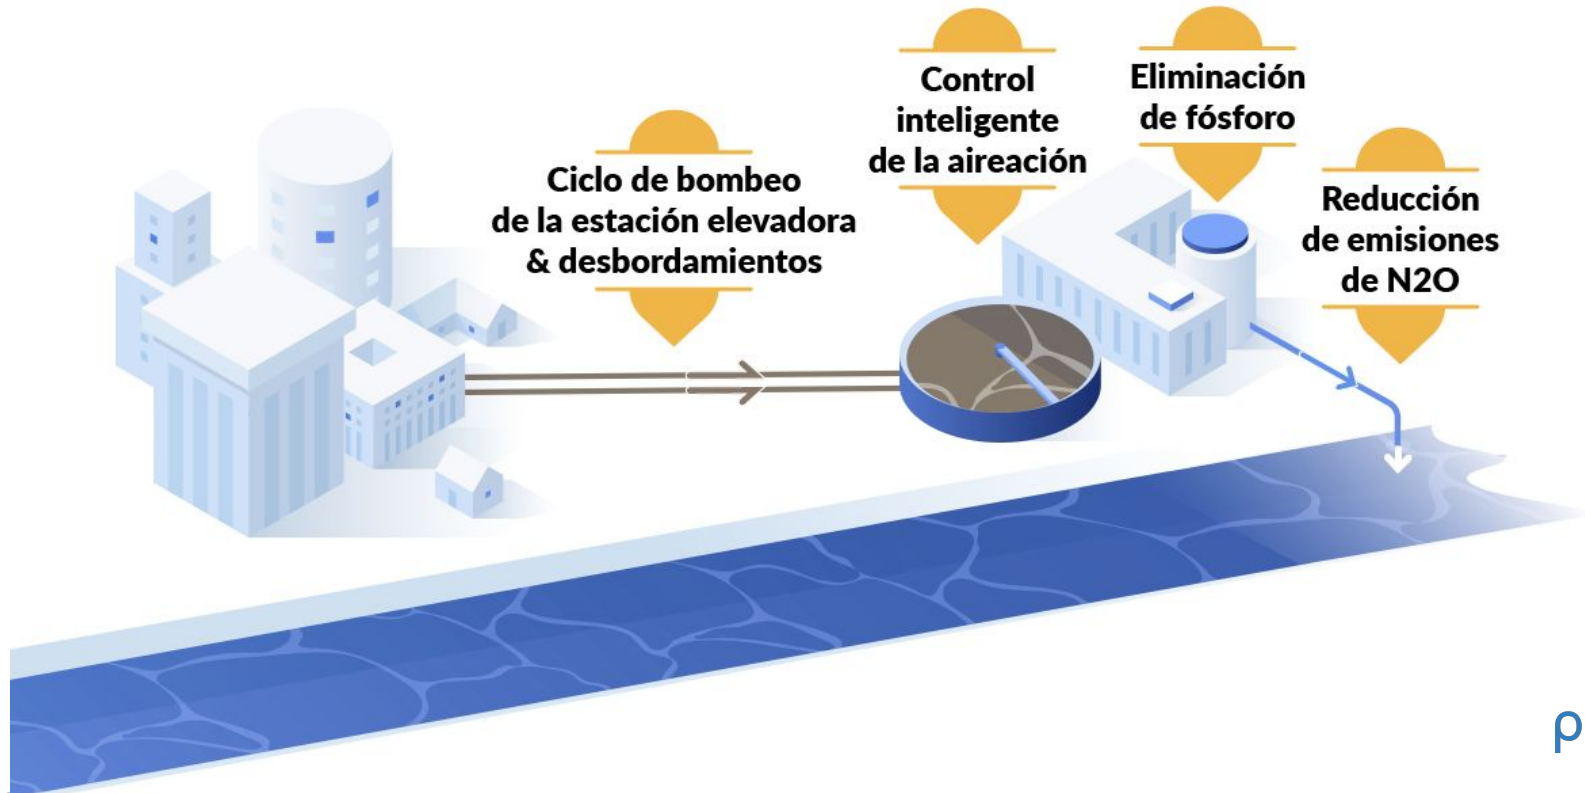 Ciclo de bombeo
de la estación elevadora
& desbordamientos
Control
inteligente
de la aireación
Eliminación
de fósforo
Reducción
de emisiones
de N2O
ρ